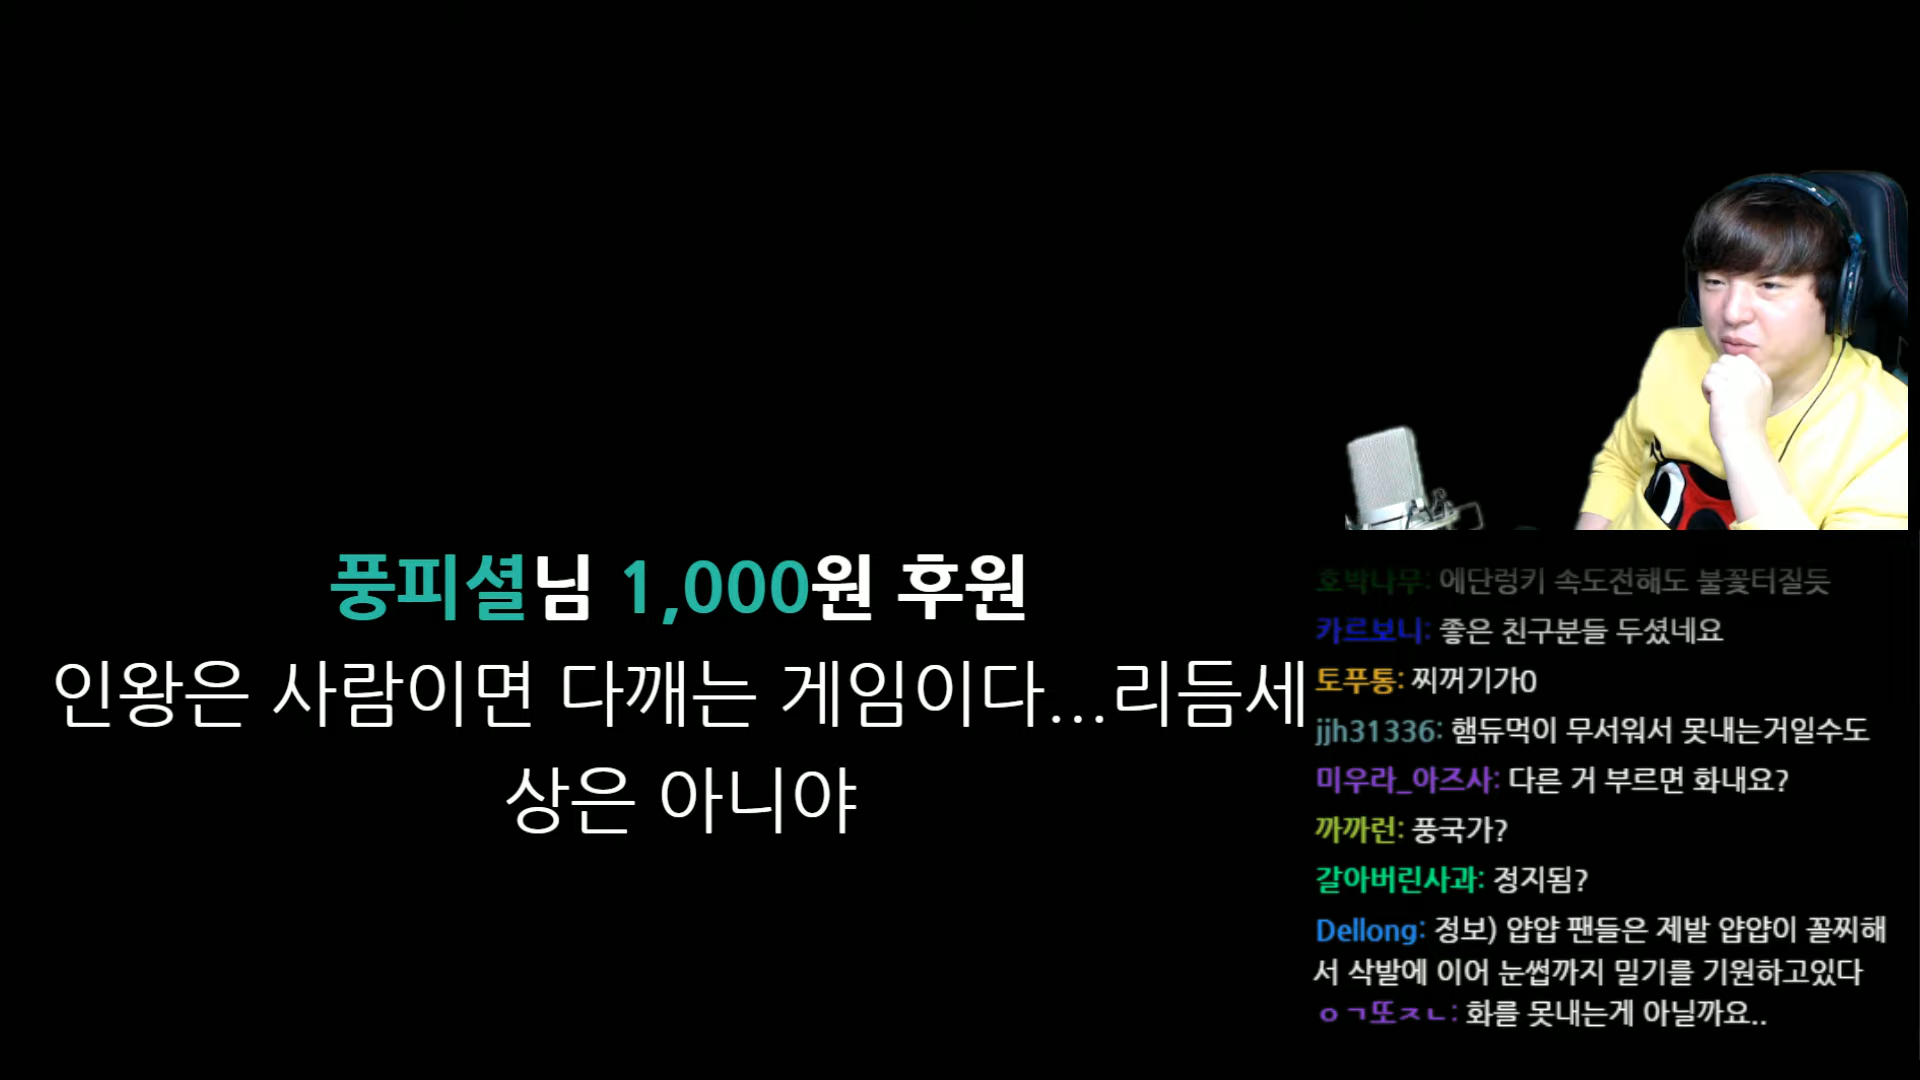 풍피셜님 1,000원 후원
인왕은 사람이면 다깨는 게임이다...리듬세
상은 아니야
호박나무: 에단렁키 속도전해도 불꽃터질듯
카르보니: 좋은 친구분들 두셨네요
토푸통: 찌꺼기가0
jjh31336: 햄듀먹이 무서워서 못내는거일수도
미우라_아즈사: 다른 거 부르면 화내요?
까까런: 풍국가?
갈아버린사과: 정지됨?
Dellong: 정보) 얍얍 팬들은 제발 얍얍이 꼴찌해
서 삭발에 이어 눈썹까지 밀기를 기원하고있다
ㅇㄱ또ㅈㄴ: 화를 못내는게 아닐까요..